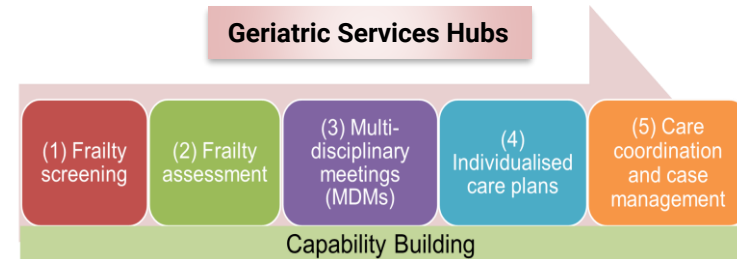 Geriatric Services Hubs
(1) Frailty
screening
(2) Frailty
assessment
(3) Multi-
disciplinary
meetings
(MDMs)
(4)
Individualised
care plans
(5) Care
coordination
and case
management
Capability Building